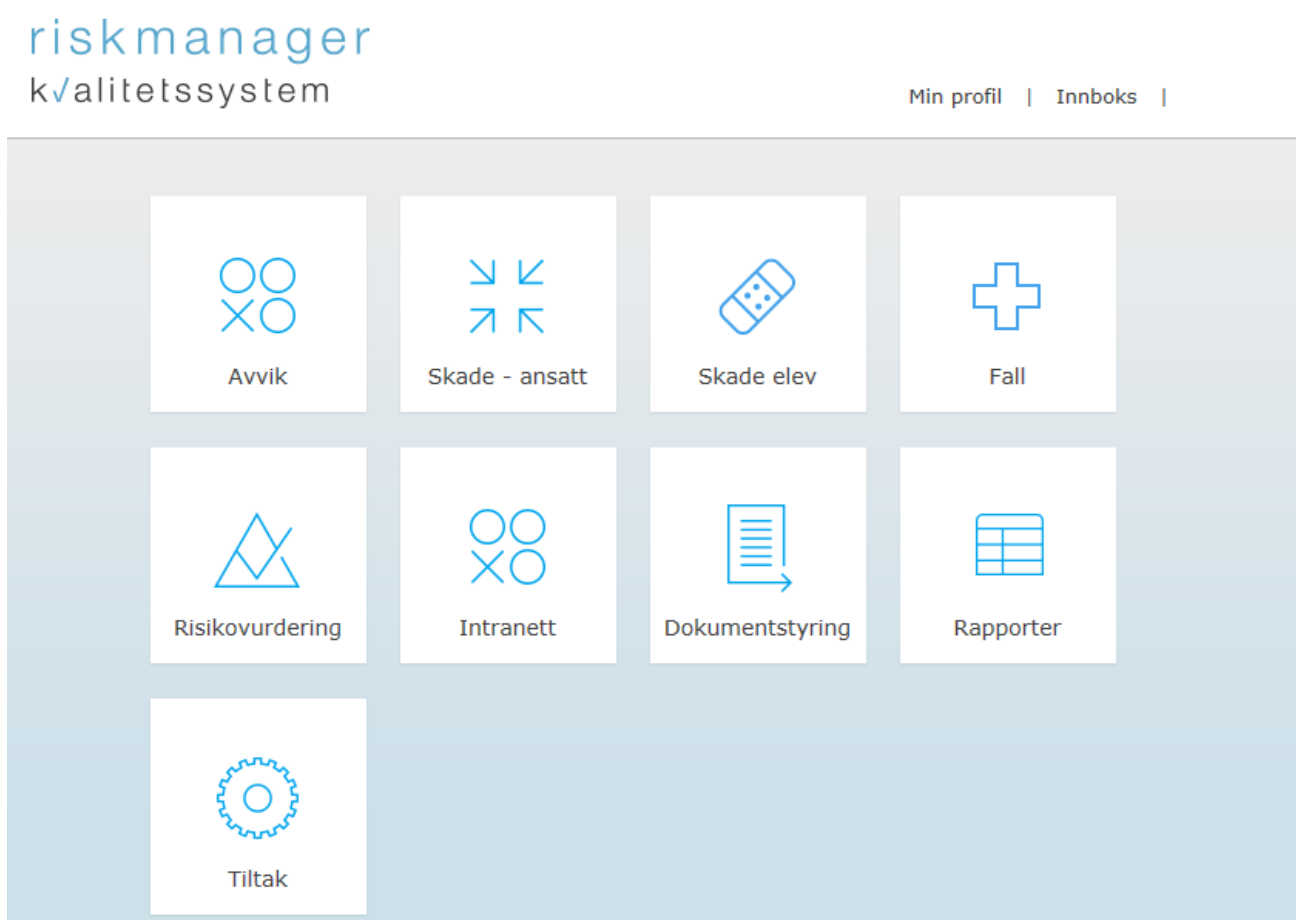 riskmanager
k√alitetssystem
Min profil | Innboks |
Avvik
Skade - ansatt
Skade elev
Fall
Risikovurdering
Intranett
Dokumentstyring
Rapporter
Tiltak